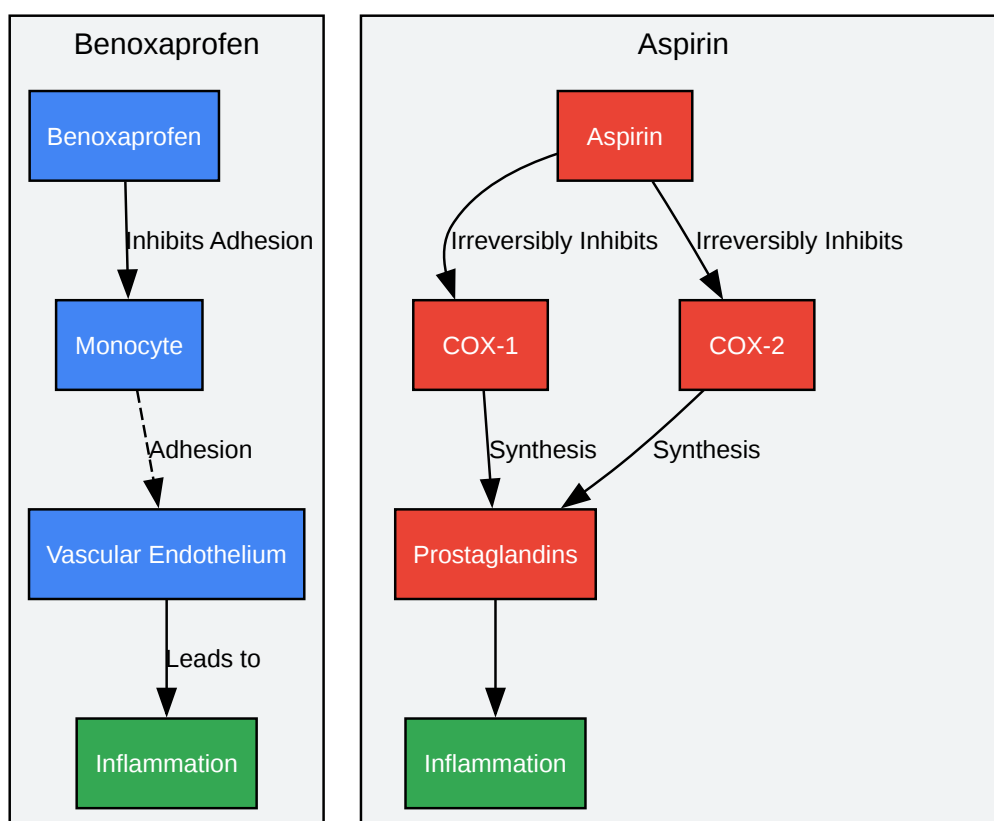 Benoxaprofen
Benoxaprofen
Inhibits Adhesion
Monocyte
Adhesion
Vascular Endothelium
Leads to
Inflammation
Aspirin
Aspirin
Irreversibly Inhibits
Irreversibly Inhibits
COX-1
COX-2
Synthesis
Synthesis
Prostaglandins
Inflammation